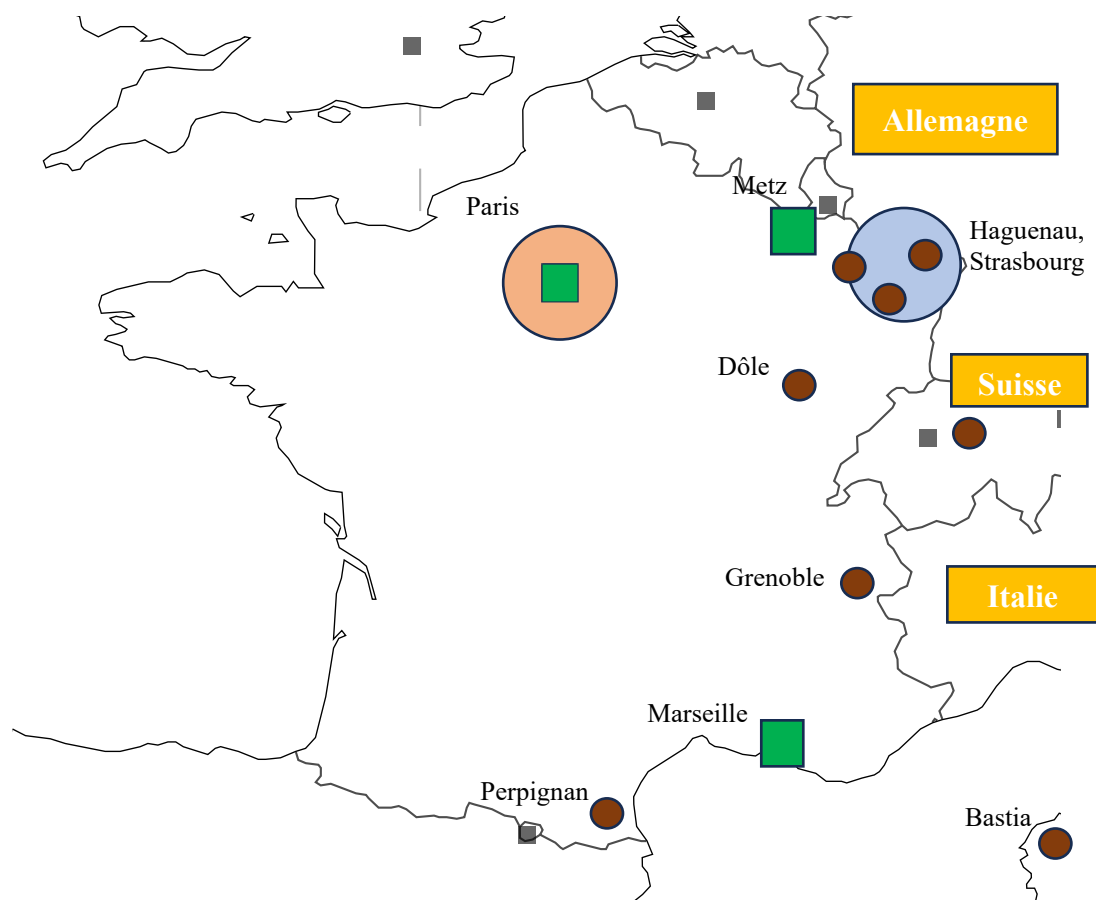 Allemagne
Metz
Paris
Haguenau,
Strasbourg
Dôle
Suisse
Grenoble
Italie
Marseille
Perpignan
Bastia